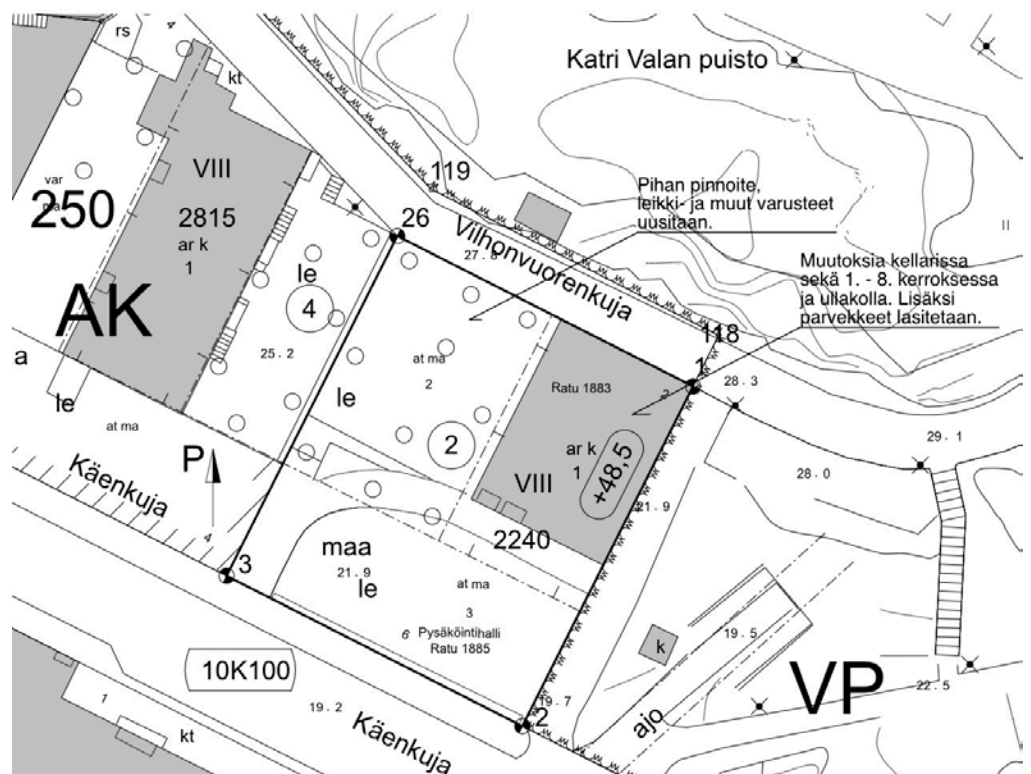 rs
4
kt
Katri Valan puisto
119
VIII
var
ma
250
2815
ar k
1
AK
26
Vilhonvuorenkuja
27.8
Pihan pinnoite,
leikki- ja muut varusteet
uusitaan.
Muutoksia kellarissa
sekä 1. - 8. kerroksessa
ja ullakolla. Lisäksi
parvekkeet lasitetaan.
II
le
4
25.2
118
1
28.3
a
le
at ma
at ma
2
le
Ratu 1883
2
ar k
1
VIII
+48,5
21.9
29.1
28.0
P
Käenkuja
4
3
2240
maa
21.9
le
at ma
3
6
Pysäköintihalli
Ratu 1885
k
19.5
VP
22.5
10K100
19.2
Käenkuja
19.7
2
ajo
1
kt